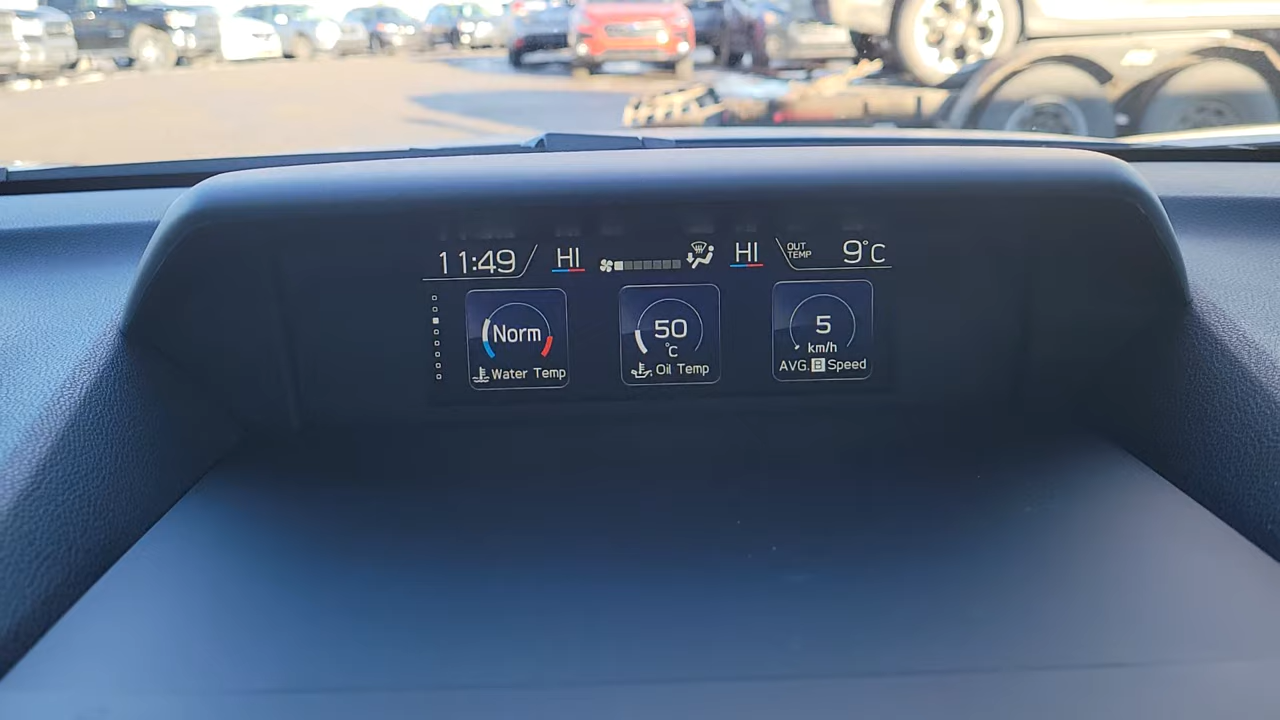 11:49 HI HI OUT TEMP 9°C
Norm
Water Temp
50
°C
Oil Temp
5
km/h
AVG. B Speed